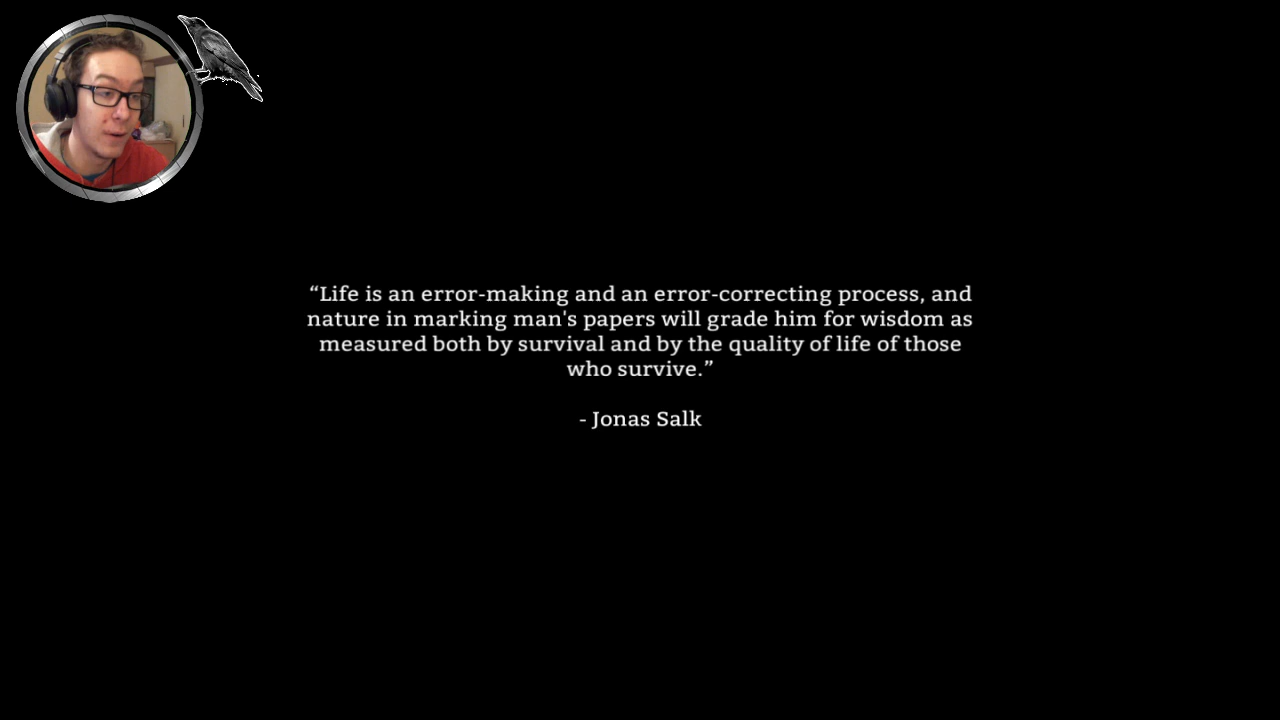 “Life is an error-making and an error-correcting process, and
nature in marking man's papers will grade him for wisdom as
measured both by survival and by the quality of life of those
who survive.”
- Jonas Salk